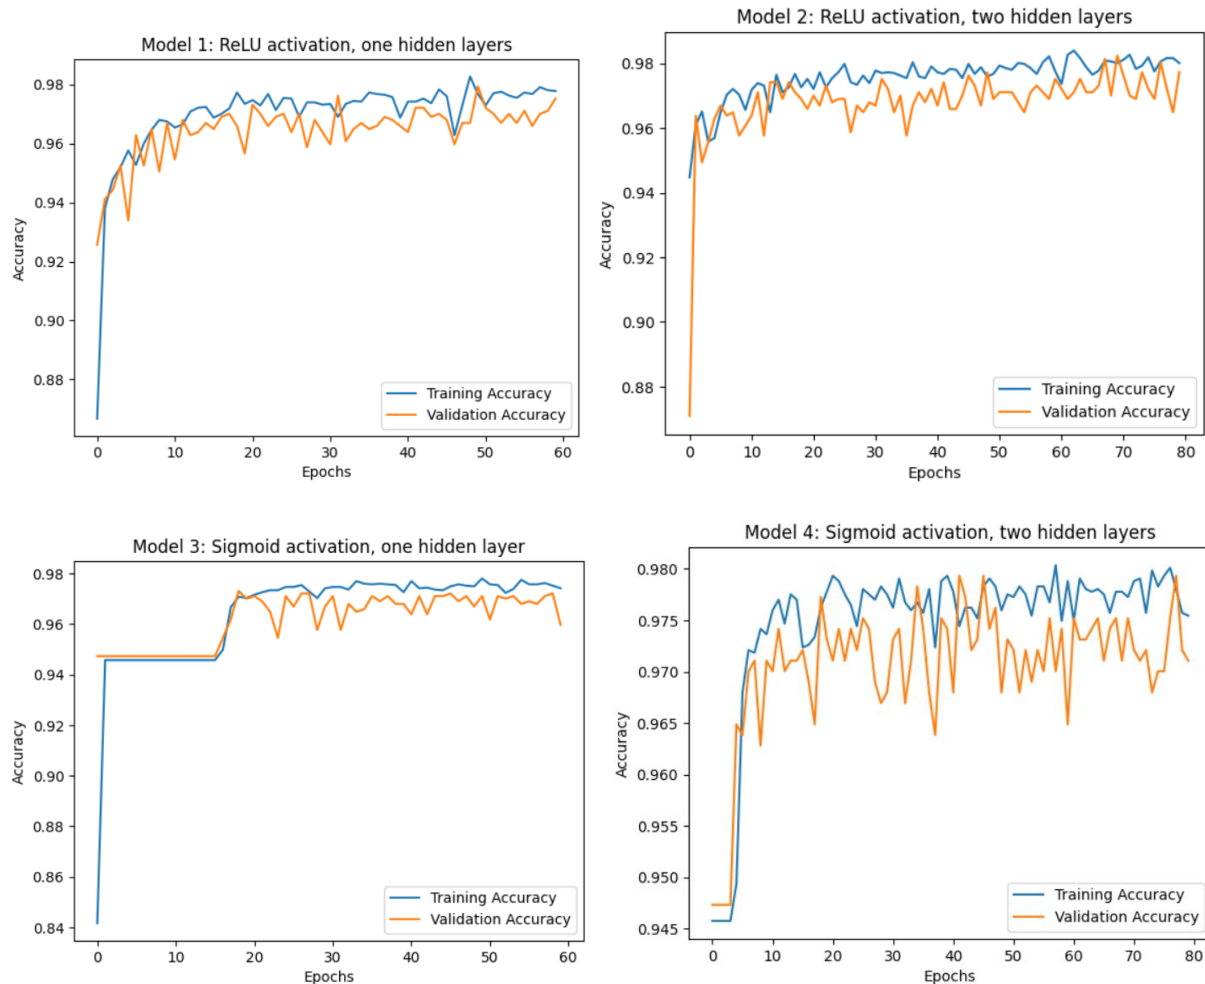 Model 1: ReLU activation, one hidden layers
0.98
0.96
0.94
0.92
0.90
0.88
Accuracy
Training Accuracy
Validation Accuracy
0 10 20 30 40 50 60
Epochs
Model 2: ReLU activation, two hidden layers
0.98
0.96
0.94
0.92
0.90
0.88
Accuracy
Training Accuracy
Validation Accuracy
0 10 20 30 40 50 60 70 80
Epochs
Model 3: Sigmoid activation, one hidden layer
0.98
0.96
0.94
0.92
0.90
0.88
0.86
0.84
Accuracy
Training Accuracy
Validation Accuracy
0 10 20 30 40 50 60
Epochs
Model 4: Sigmoid activation, two hidden layers
0.980
0.975
0.970
0.965
0.960
0.955
0.950
0.945
Accuracy
Training Accuracy
Validation Accuracy
0 10 20 30 40 50 60 70 80
Epochs